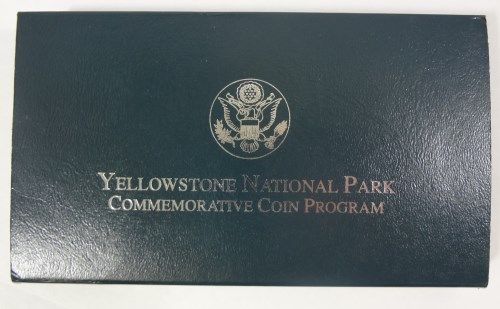 YELLOWSTONE NATIONAL PARK
COMMEMORATIVE COIN PROGRAM